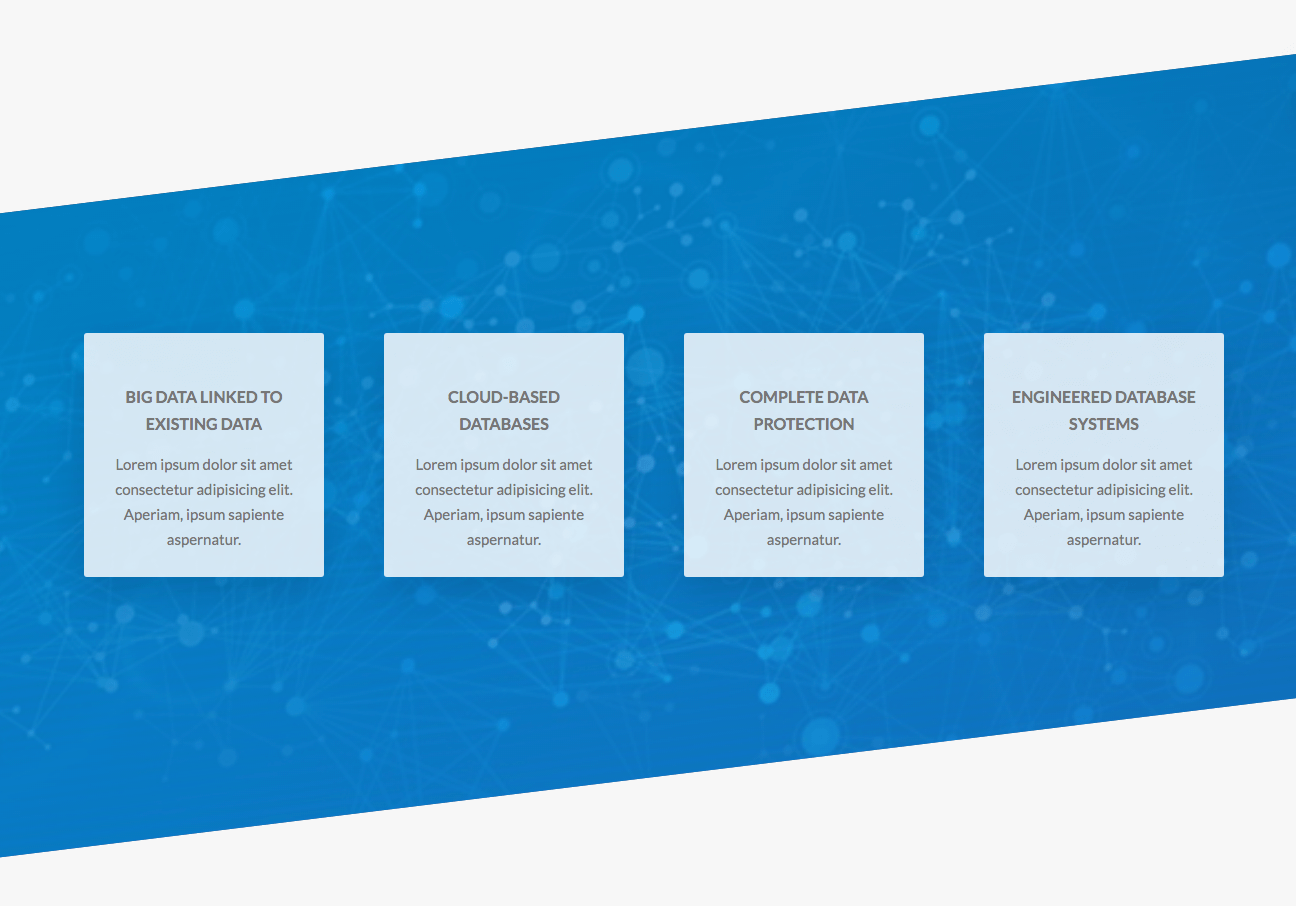 BIG DATA LINKED TO
EXISTING DATA
Lorem ipsum dolor sit amet
consectetur adipisicing elit.
Aperiam, ipsum sapiente
aspernatur.
CLOUD-BASED
DATABASES
Lorem ipsum dolor sit amet
consectetur adipisicing elit.
Aperiam, ipsum sapiente
aspernatur.
COMPLETE DATA
PROTECTION
Lorem ipsum dolor sit amet
consectetur adipisicing elit.
Aperiam, ipsum sapiente
aspernatur.
ENGINEERED DATABASE
SYSTEMS
Lorem ipsum dolor sit amet
consectetur adipisicing elit.
Aperiam, ipsum sapiente
aspernatur.